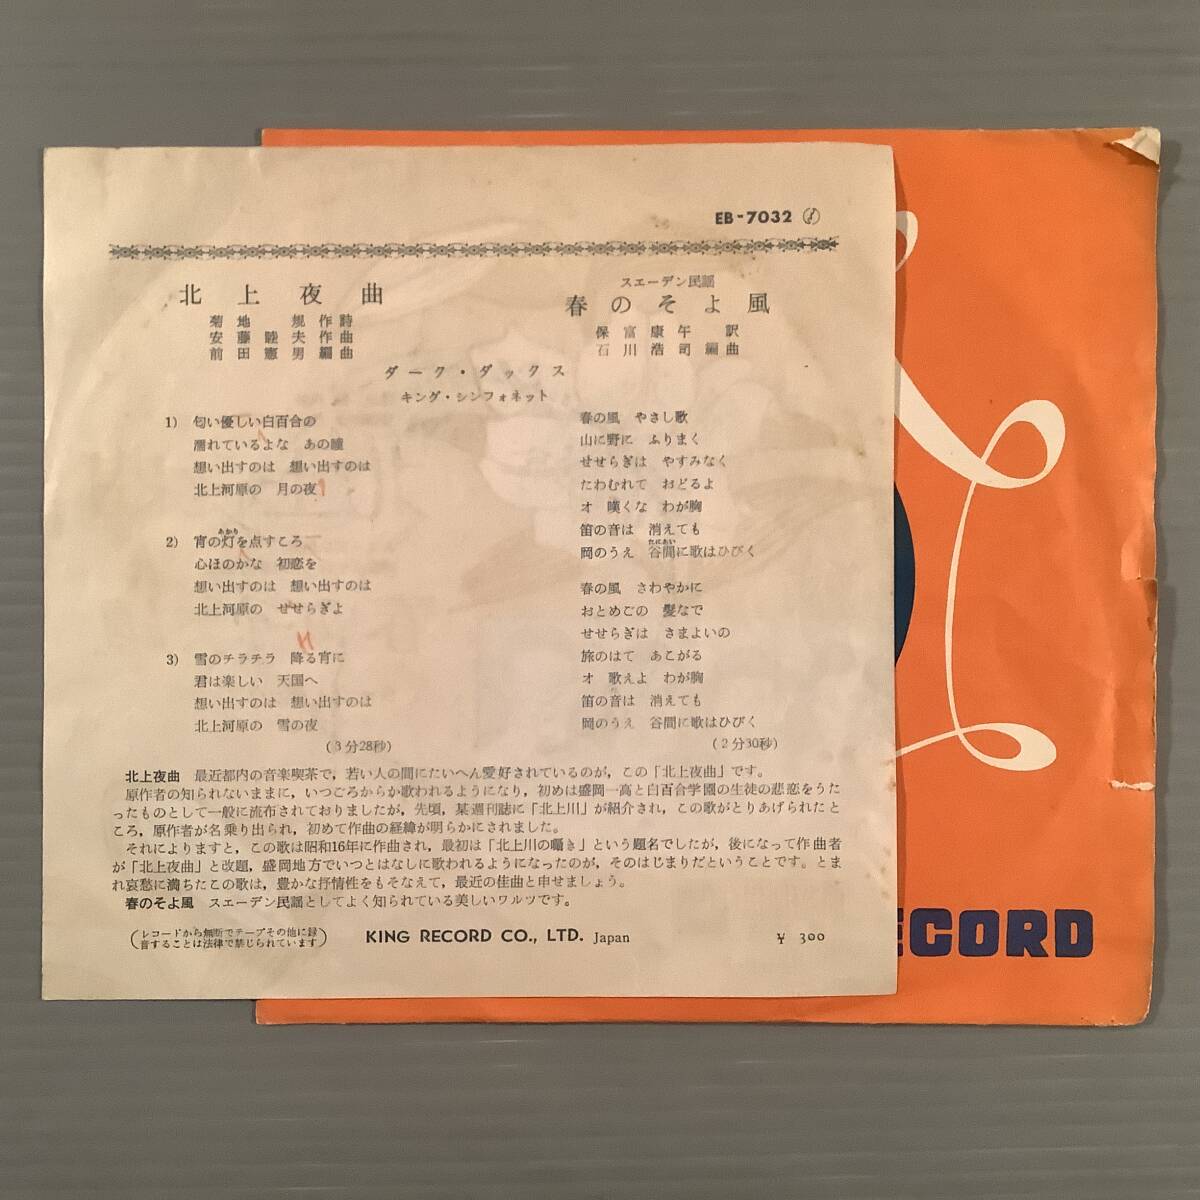 EB-7032
北上夜曲
菊地 規 作詩
安藤睦夫 作曲
前田憲男 編曲
スエーデン民謡
春のそよ風
保富康午 訳
石川浩司 編曲
ダーク・ダックス
キング・シンフォネット
1) 匂い優しい白百合の
濡れているよな あの瞳
想い出すのは 想い出すのは
北上河原の 月の夜
2) 宵の灯を点すころ
あかり
心ほのかな 初恋を
想い出すのは 想い出すのは
北上河原の せせらぎよ
3) 雪のチラチラ 降る宵に
君は楽しい 天国へ
想い出すのは 想い出すのは
北上河原の 雪の夜
(3分28秒)
春の風 やさし歌
山に野に ふりまく
せせらぎは やすみなく
たわむれて おどるよ
オ 嘆くな わが胸
笛の音は 消えても
岡のうえ 谷間に歌はひびく
たにあい
春の風 さわやかに
おとめごの 髪なで
せせらぎは さまよいの
旅のはて あこがる
オ 歌えよ わが胸
笛の音は 消えても
岡のうえ 谷間に歌はひびく
(2分30秒)
北上夜曲 最近都内の音楽喫茶で，若い人の間にたいへん愛好されているのが，この「北上夜曲」です。
原作者の知られないままに，いつごろからか歌われるようになり，初めは盛岡一高と白百合学園の生徒の悲恋をうた
ったものとして一般に流布されておりましたが，先頃，某週刊誌に「北上川」が紹介され，この歌がとりあげられたと
ころ，原作者が名乗り出られ，初めて作曲の経緯が明らかにされました。
それによりますと，この歌は昭和16年に作曲され，最初は「北上川の囁き」という題名でしたが，後になって作曲者
が「北上夜曲」と改題，盛岡地方でいつとはなしに歌われるようになったのが，そのはじまりだということです。とま
れ哀愁に満ちたこの歌は，豊かな抒情性をもそなえて，最近の佳曲と申せましょう。
春のそよ風 スエーデン民謡としてよく知られている美しいワルツです。
(レコードから無断でテープその他に録
音することは法律で禁じられています)
KING RECORD CO., LTD. Japan
¥ 300
RECORD